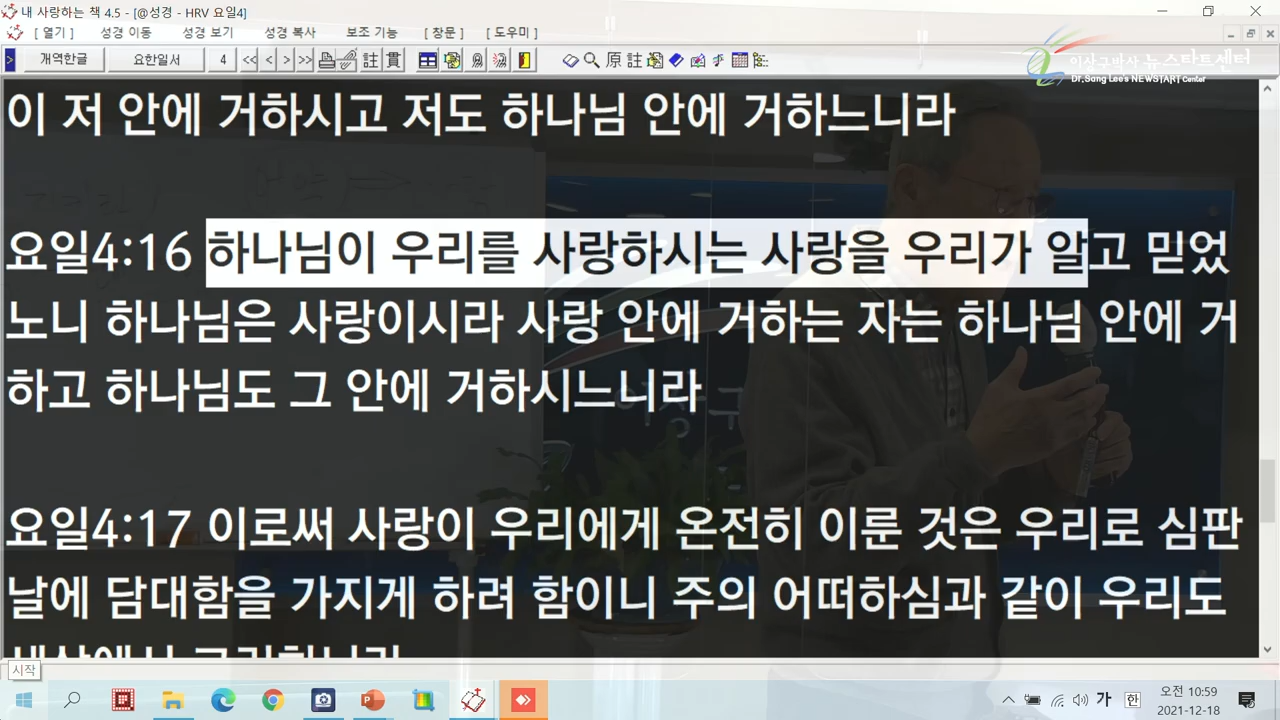 내 사랑하는 책 4.5 - [@성경 - HRV 요일4]
[ 열기 ] 성경 이동 성경 보기 성경 복사 보조 기능 [ 창문 ] [ 도우미 ]
> 개역한글 요한일서 4 << < > >> 註 貫 原 註
이상구박사 뉴스타트센터
Dr.Sang Lee's NEWSTART Center
이 저 안에 거하시고 저도 하나님 안에 거하느니라
요일4:16 하나님이 우리를 사랑하시는 사랑을 우리가 알고 믿었
노니 하나님은 사랑이시라 사랑 안에 거하는 자는 하나님 안에 거
하고 하나님도 그 안에 거하시느니라
이상구
요일4:17 이로써 사랑이 우리에게 온전히 이룬 것은 우리로 심판
날에 담대함을 가지게 하려 함이니 주의 어떠하심과 같이 우리도
시작
가 한 오전 10:59
2021-12-18